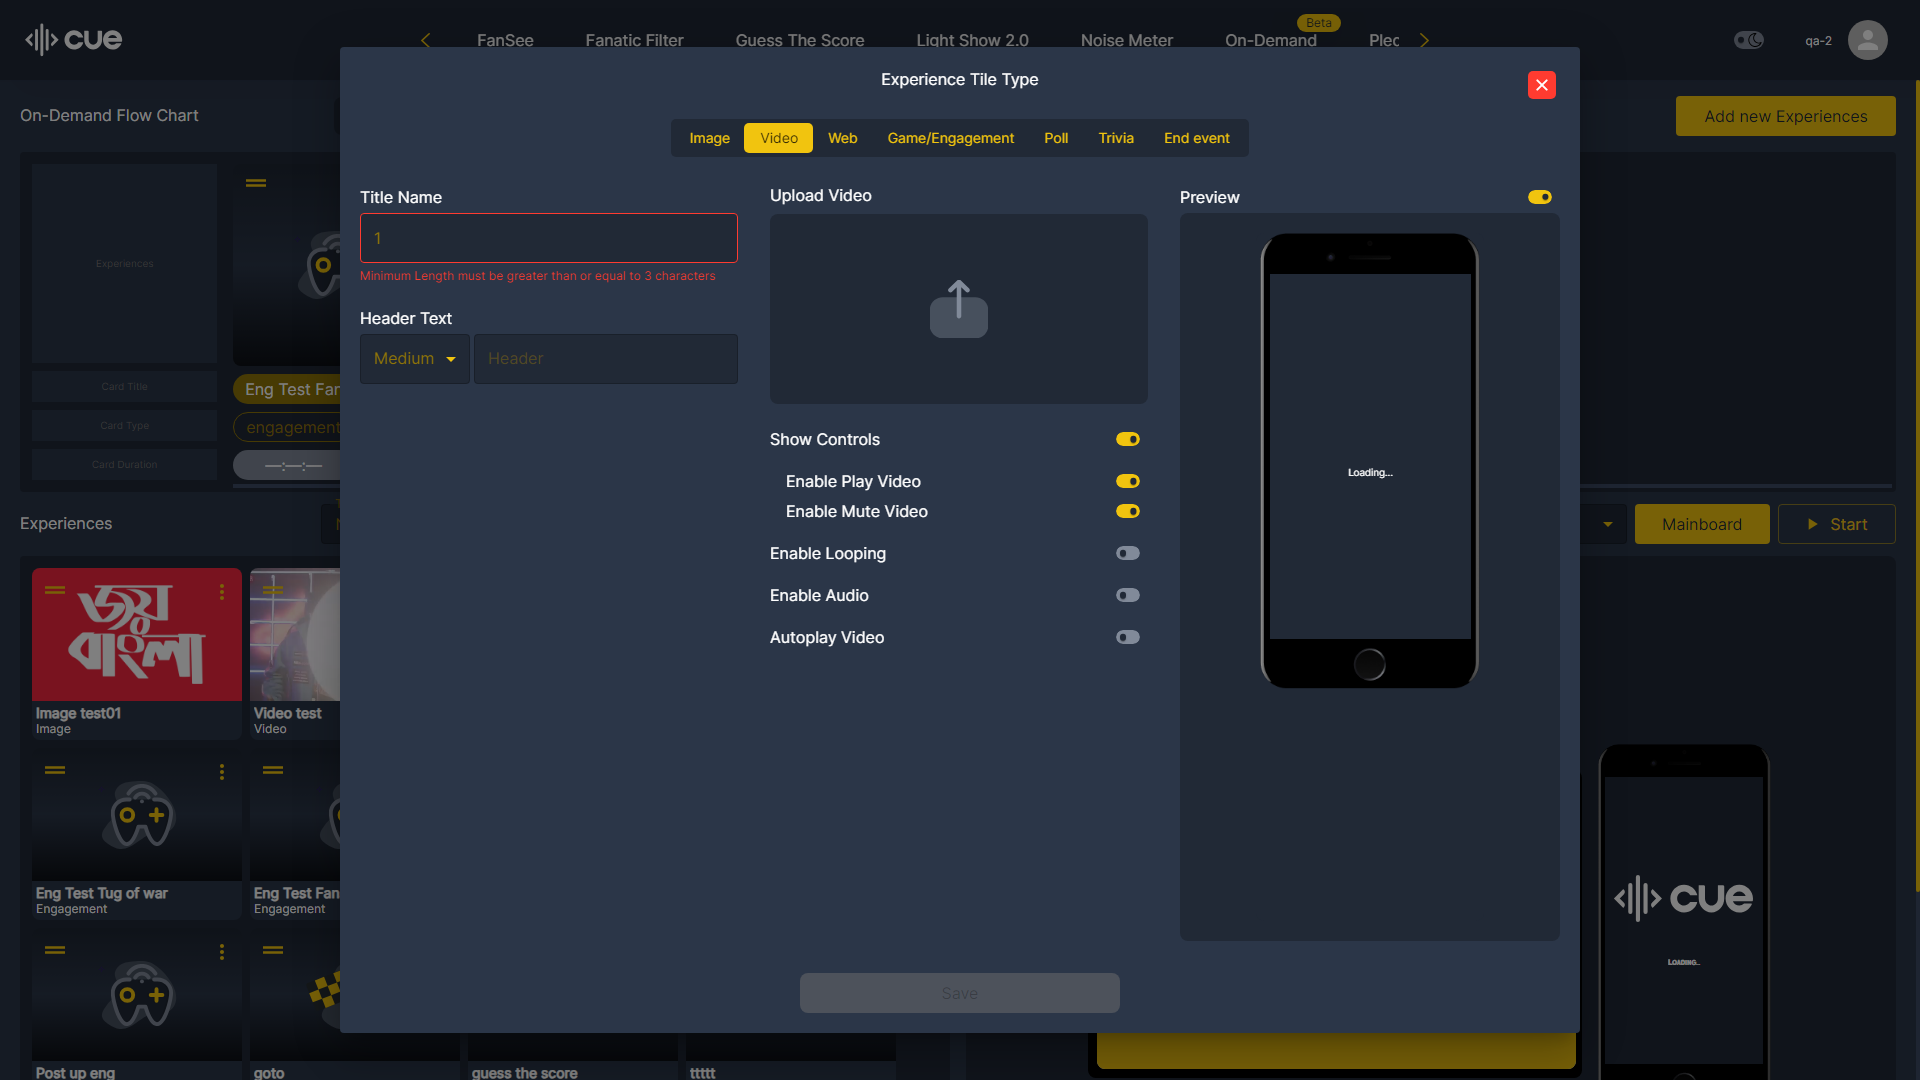 cue
FanSee
Fanatic Filter
Guess The Score
Light Show 2.0
Noise Meter
On-Demand
Beta
Plec
qa-2
On-Demand Flow Chart
Add new Experiences
Experience Tile Type
Image
Video
Web
Game/Engagement
Poll
Trivia
End event
Title Name
1
Minimum Length must be greater than or equal to 3 characters
Header Text
Medium
Header
Upload Video
Show Controls
Enable Play Video
Enable Mute Video
Enable Looping
Enable Audio
Autoplay Video
Preview
Loading...
Save
Experiences
Card Title
Card Type
Card Duration
Eng Test Fan
engagement
—:—:—
Experiences
Mainboard
Start
জয়
বাংলা
Image test01
Image
Video test
Video
Eng Test Tug of war
Engagement
Eng Test Fan
Engagement
Post up eng
goto
guess the score
ttttt
cue
Loading...